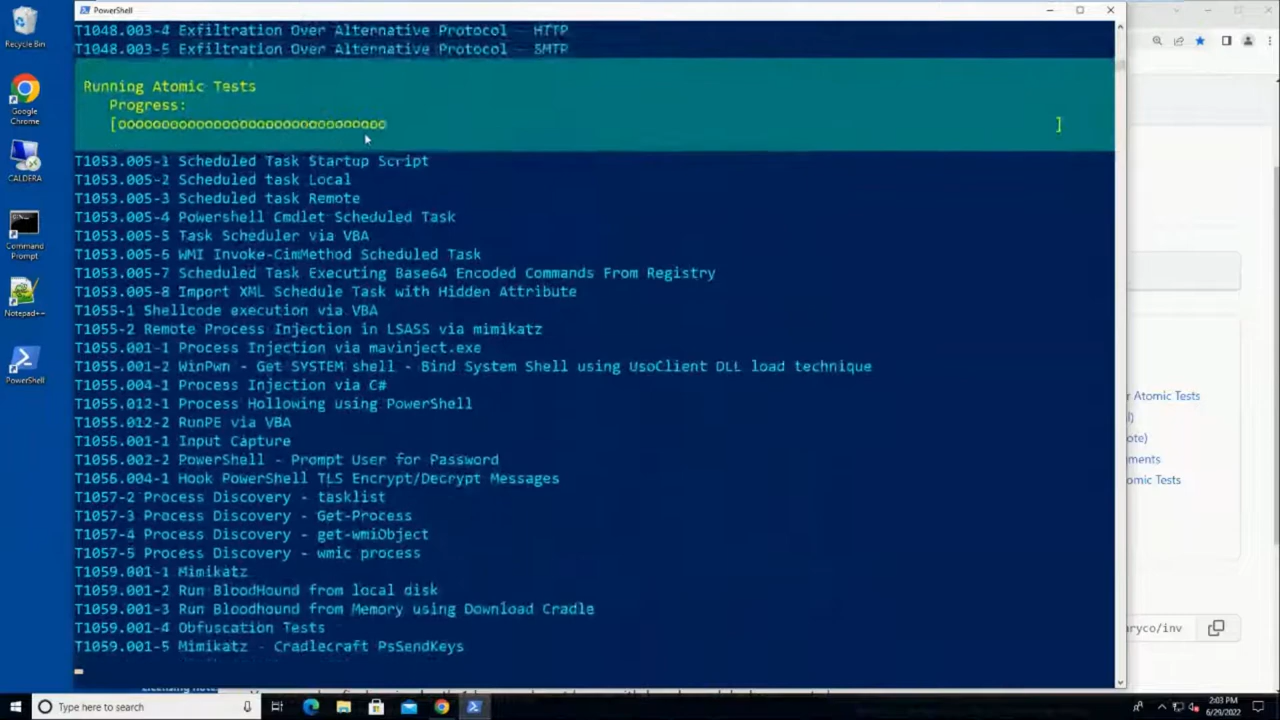 PowerShell
Recycle Bin
Google
Chrome
CALDERA
Command
Prompt
Notepad++
PowerShell
T1048.003-4 Exfiltration Over Alternative Protocol - HTTP
T1048.003-5 Exfiltration Over Alternative Protocol - SMTP
Running Atomic Tests
Progress:
[oooooooooooooooooooooooooooooo ]
T1053.005-1 Scheduled Task Startup Script
T1053.005-2 Scheduled task Local
T1053.005-3 Scheduled task Remote
T1053.005-4 Powershell Cmdlet Scheduled Task
T1053.005-5 Task Scheduler via VBA
T1053.005-6 WMI Invoke-CimMethod Scheduled Task
T1053.005-7 Scheduled Task Executing Base64 Encoded Commands From Registry
T1053.005-8 Import XML Schedule Task with Hidden Attribute
T1055-1 Shellcode execution via VBA
T1055-2 Remote Process Injection in LSASS via mimikatz
T1055.001-1 Process Injection via mavinject.exe
T1055.001-2 WinPwn - Get SYSTEM shell - Bind System Shell using UsoClient DLL load technique
T1055.004-1 Process Injection via C#
T1055.012-1 Process Hollowing using PowerShell
T1055.012-2 RunPE via VBA
T1055.001-1 Input Capture
T1055.002-2 PowerShell - Prompt User for Password
T1056.004-1 Hook PowerShell TLS Encrypt/Decrypt Messages
T1057-2 Process Discovery - tasklist
T1057-3 Process Discovery - Get-Process
T1057-4 Process Discovery - get-wmiObject
T1057-5 Process Discovery - wmic process
T1059.001-1 Mimikatz
T1059.001-2 Run BloodHound from local disk
T1059.001-3 Run Bloodhound from Memory using Download Cradle
T1059.001-4 Obfuscation Tests
T1059.001-5 Mimikatz - Cradlecraft PsSendKeys
r Atomic Tests
l)
ote)
ments
omic Tests
aryco/inv
Type here to search
2:03 PM
6/29/2022